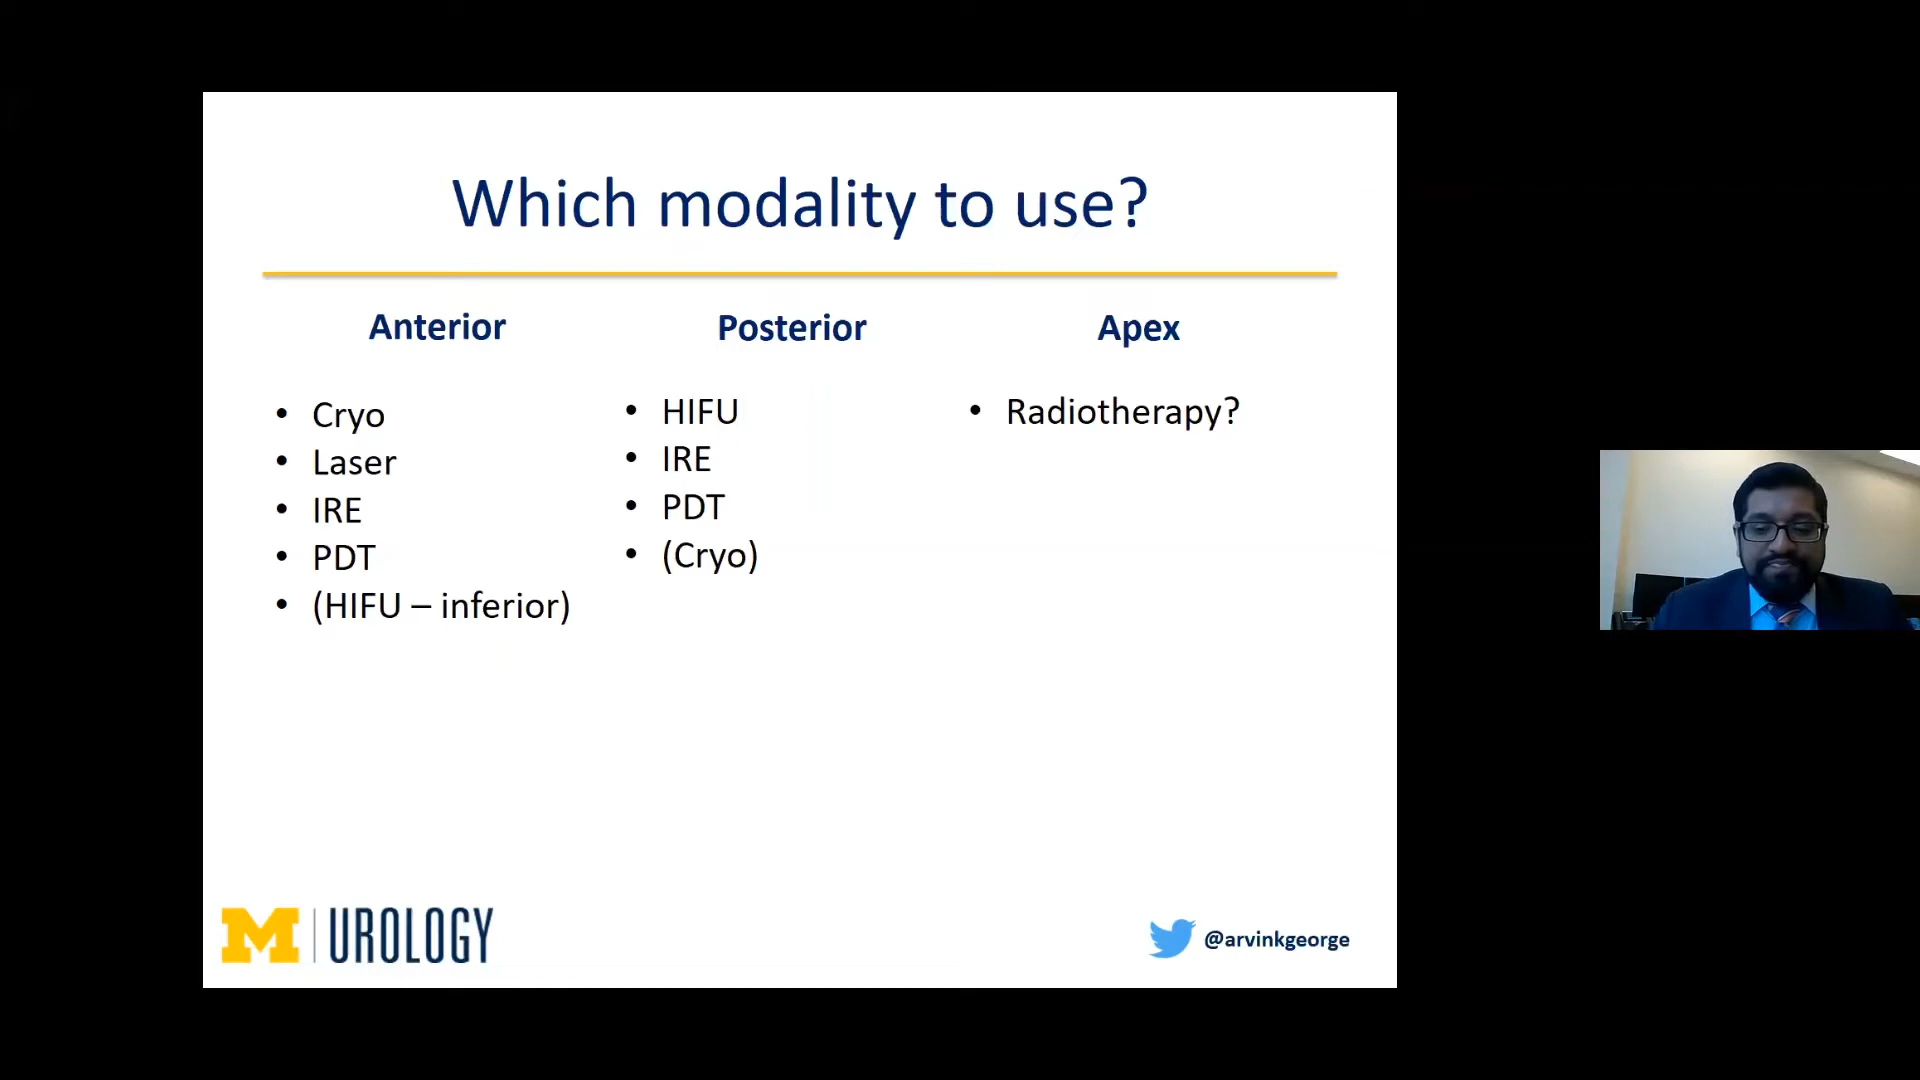 Which modality to use?
Anterior
• Cryo
• Laser
• IRE
• PDT
• (HIFU – inferior)
Posterior
• HIFU
• IRE
• PDT
• (Cryo)
Apex
• Radiotherapy?
M | UROLOGY
@arvinkgeorge